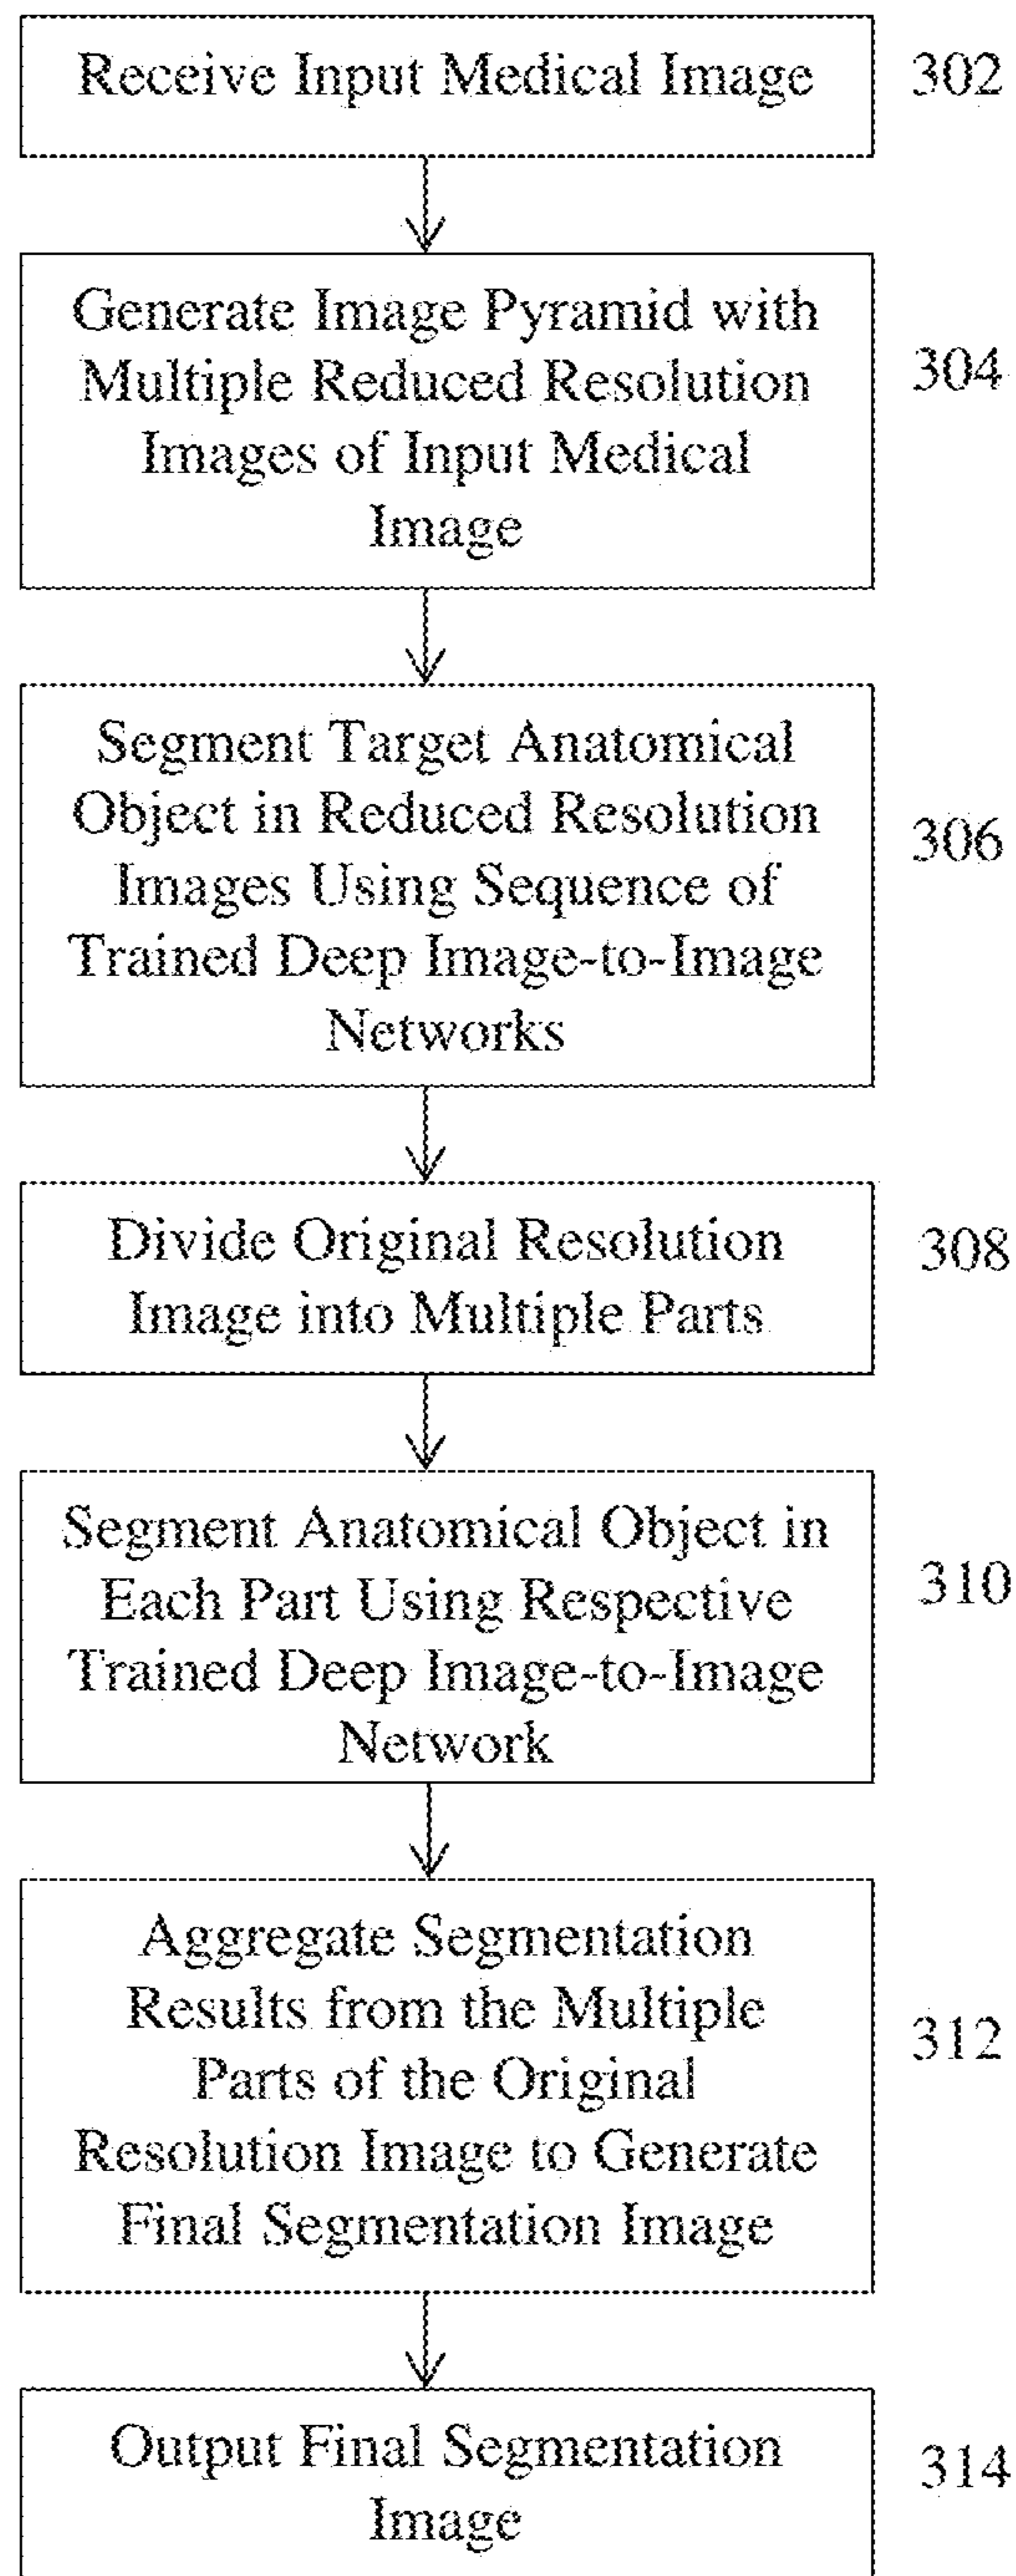 Receive Input Medical Image
302
Generate Image Pyramid with
Multiple Reduced Resolution
Images of Input Medical
Image
304
Segment Target Anatomical
Object in Reduced Resolution
Images Using Sequence of
Trained Deep Image-to-Image
Networks
306
Divide Original Resolution
Image into Multiple Parts
308
Segment Anatomical Object in
Each Part Using Respective
Trained Deep Image-to-Image
Network
310
Aggregate Segmentation
Results from the Multiple
Parts of the Original
Resolution Image to Generate
Final Segmentation Image
312
Output Final Segmentation
Image
314